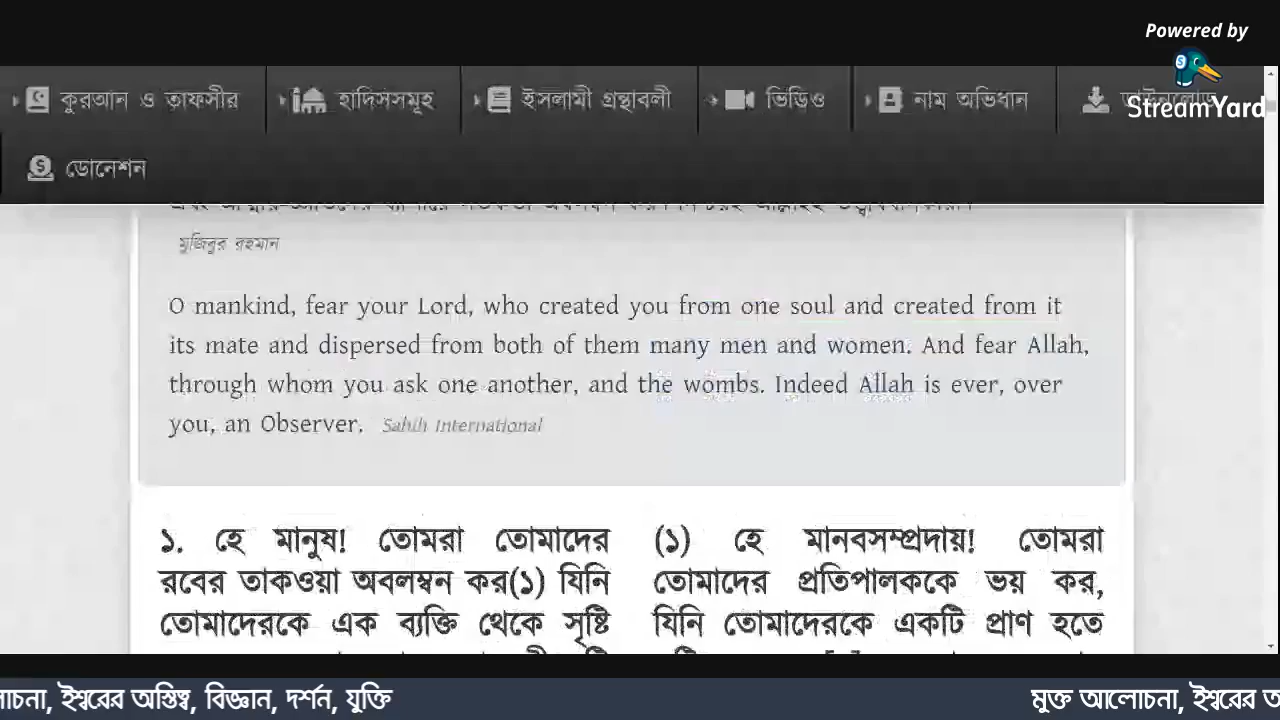 Powered by
StreamYard
কুরআন ও তাফসীর
হাদিসসমূহ
ইসলামী গ্রন্থাবলী
ভিডিও
নাম অভিধান
ডোনেশন
মুজিবুর রহমান
O mankind, fear your Lord, who created you from one soul and created from it
its mate and dispersed from both of them many men and women. And fear Allah,
through whom you ask one another, and the wombs. Indeed Allah is ever, over
you, an Observer. Sahih International
১. হে মানুষ! তোমরা তোমাদের
রবের তাকওয়া অবলম্বন কর(১) যিনি
তোমাদেরকে এক ব্যক্তি থেকে সৃষ্টি
(১) হে মানবসম্প্রদায়! তোমরা
তোমাদের প্রতিপালককে ভয় কর,
যিনি তোমাদেরকে একটি প্রাণ হতে
ঈশ্বরের অস্তিত্ব, বিজ্ঞান, দর্শন, যুক্তি
মুক্ত আলোচনা, ঈশ্বরের